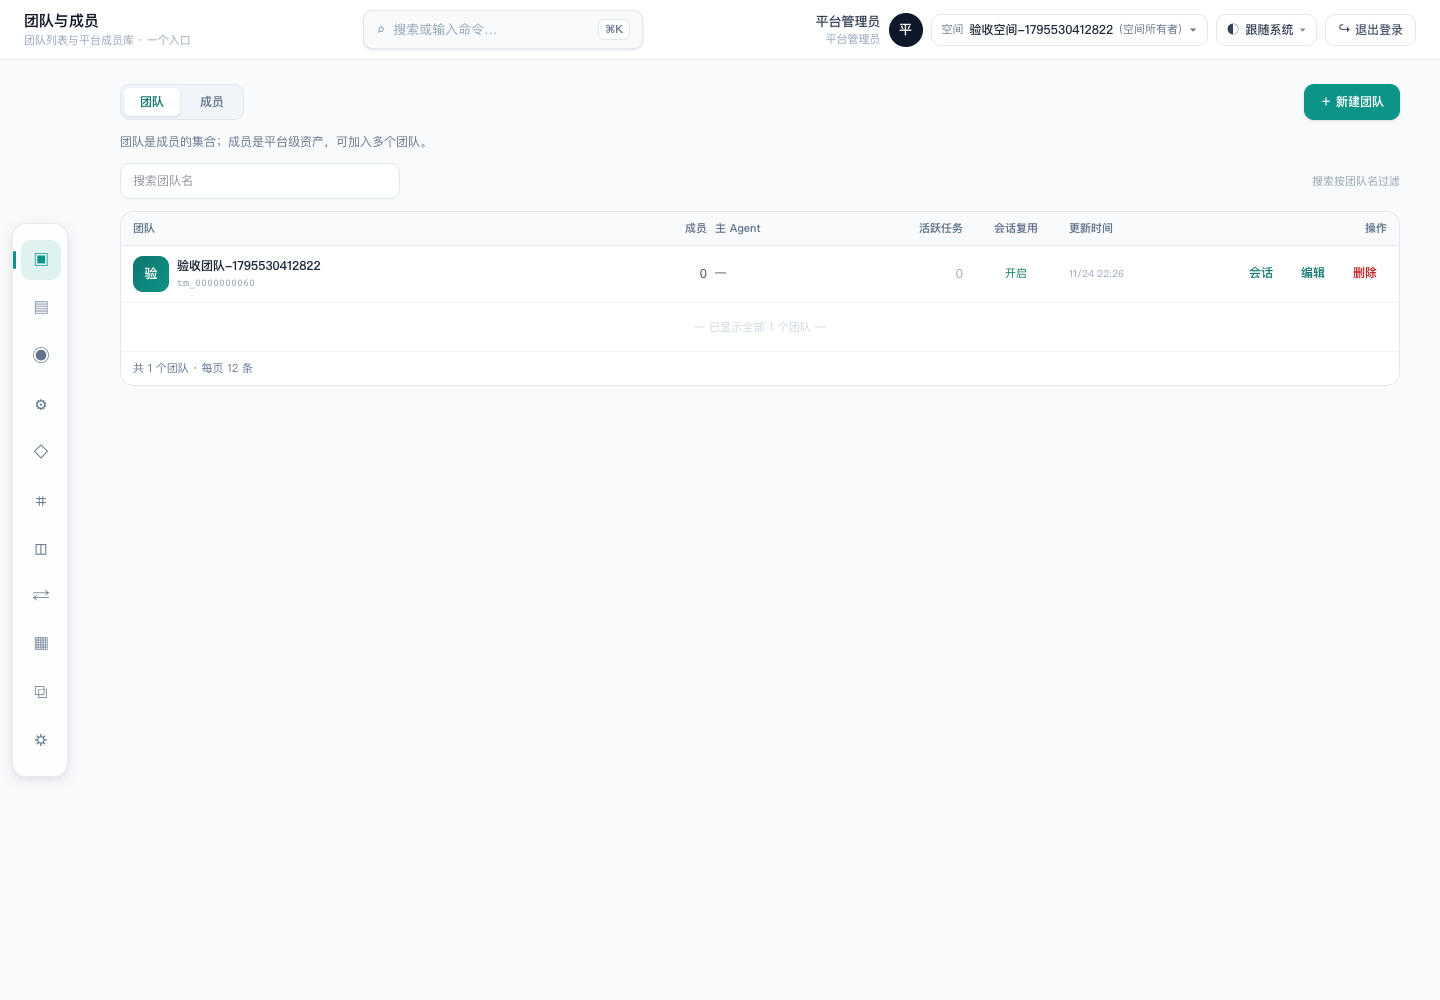 团队与成员
团队列表与平台成员库 · 一个入口
搜索或输入命令… ⌘K
平台管理员
平台管理员
平
空间 验收空间-1795530412822 (空间所有者)
跟随系统
退出登录
团队 成员
+ 新建团队
团队是成员的集合；成员是平台级资产，可加入多个团队。
搜索团队名
搜索按团队名过滤
团队 成员 主 Agent 活跃任务 会话复用 更新时间 操作
验 验收团队-1795530412822 0 — 0 开启 11/24 22:26 会话 编辑 删除
tm_0000000060
— 已显示全部 1 个团队 —
共 1 个团队 · 每页 12 条